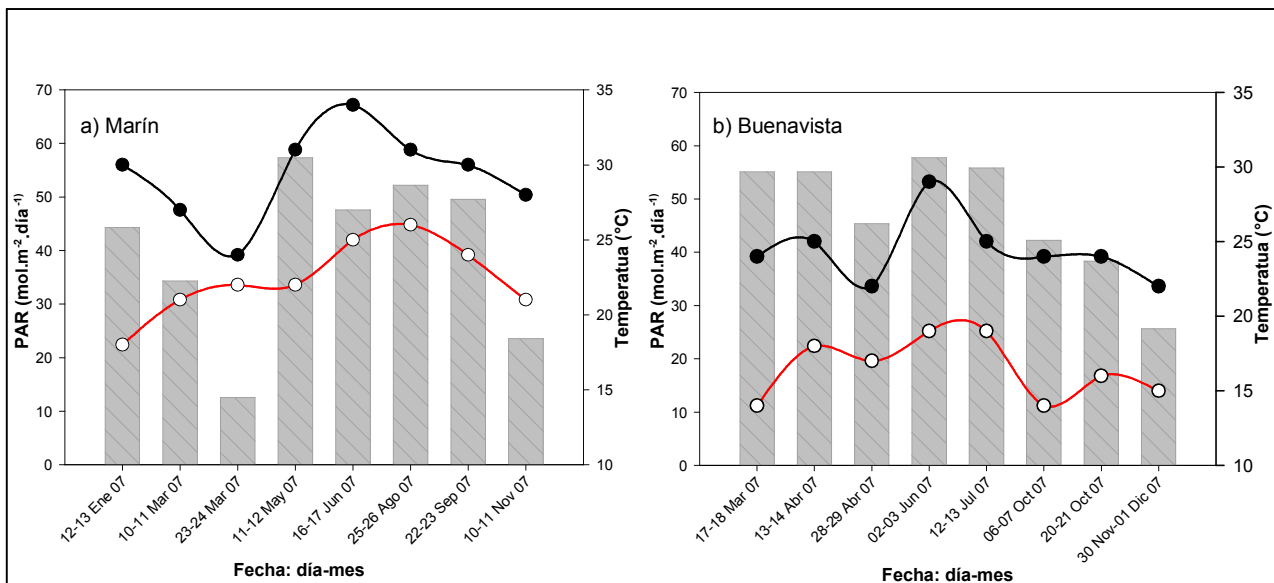 a) Marín
PAR (mol.m-2.día-1)
70
60
50
40
30
20
10
0
35
30
25
20
15
10
Temperatua (°C)
12-13 Ene 07
10-11 Mar 07
23-24 Mar 07
11-12 May 07
16-17 Jun 07
25-26 Ago 07
22-23 Sep 07
10-11 Nov 07
Fecha: día-mes
b) Buenavista
PAR (mol.m-2.día-1)
70
60
50
40
30
20
10
0
35
30
25
20
15
10
Temperatua (°C)
17-18 Mar 07
13-14 Abr 07
28-29 Abr 07
02-03 Jun 07
12-13 Jul 07
06-07 Oct 07
20-21 Oct 07
30 Nov-01 Dic 07
Fecha: día-mes